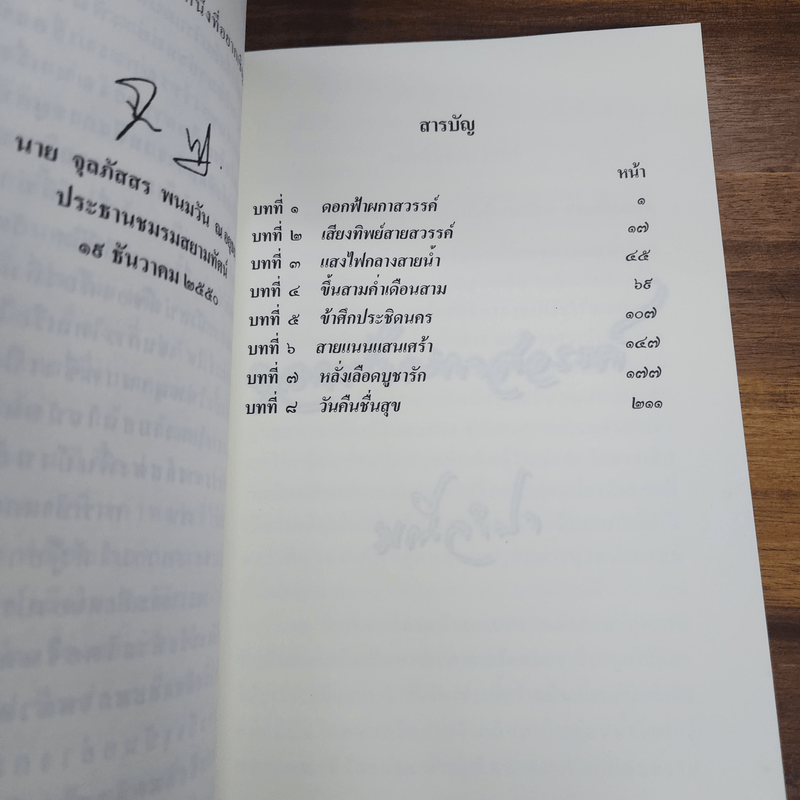 นาย จุลภัสสร พนมวัน ณ
ประธานชมรมสยามทัศน์
๑๙ ธันวาคม ๒๕๕๐
สารบัญ
หน้า
บทที่ ๑ ดอกฟ้าผกาสวรรค์ ๑
บทที่ ๒ เสียงทิพย์สายสวรรค์ ๑๗
บทที่ ๓ แสงไฟกลางสายน้ำ ๔๕
บทที่ ๔ ขึ้นสามค่ำเดือนสาม ๖๙
บทที่ ๕ ข้าศึกประชิดนคร ๑๐๗
บทที่ ๖ สายแนนแสนเศร้า ๑๔๗
บทที่ ๗ หลั่งเลือดบูชารัก ๑๗๗
บทที่ ๘ วันคืนชื่นสุข ๒๑๑